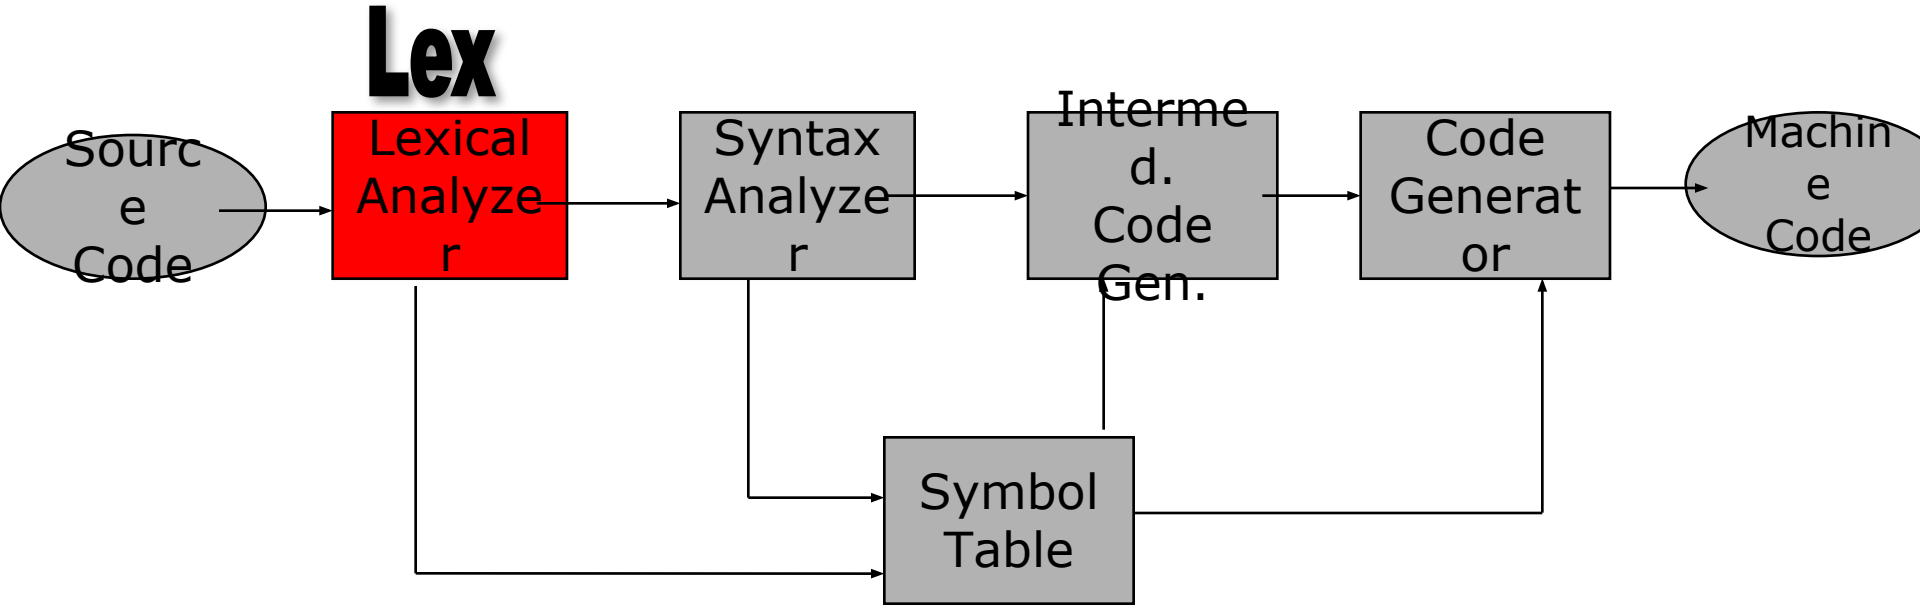 Lex
Sourc
e
Code
Lexical
Analyze
r
Syntax
Analyze
r
Interme
d.
Code
Gen.
Code
Generat
or
Machin
e
Code
Symbol
Table